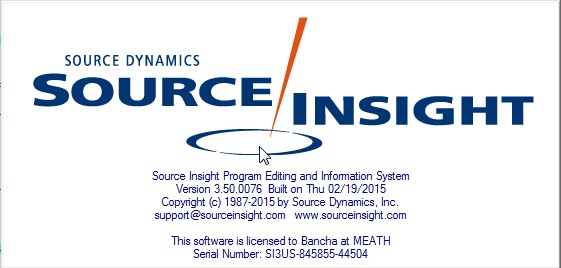 SOURCE DYNAMICS
SOURCE INSIGHT
Source Insight Program Editing and Information System
Version 3.50.0076 Built on Thu 02/19/2015
Copyright (c) 1987-2015 by Source Dynamics, Inc.
support@sourceinsight.com www.sourceinsight.com
This software is licensed to Bancha at MEATH
Serial Number: SI3US-845855-44504